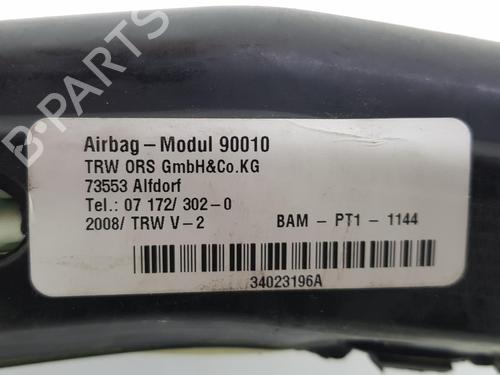 Airbag – Modul 90010
TRW ORS GmbH&Co.KG
73553 Alfdorf
Tel.: 07 172/ 302-0
2008/ TRW V-2 BAM - PT1 - 1144
34023196A
B-PARTS